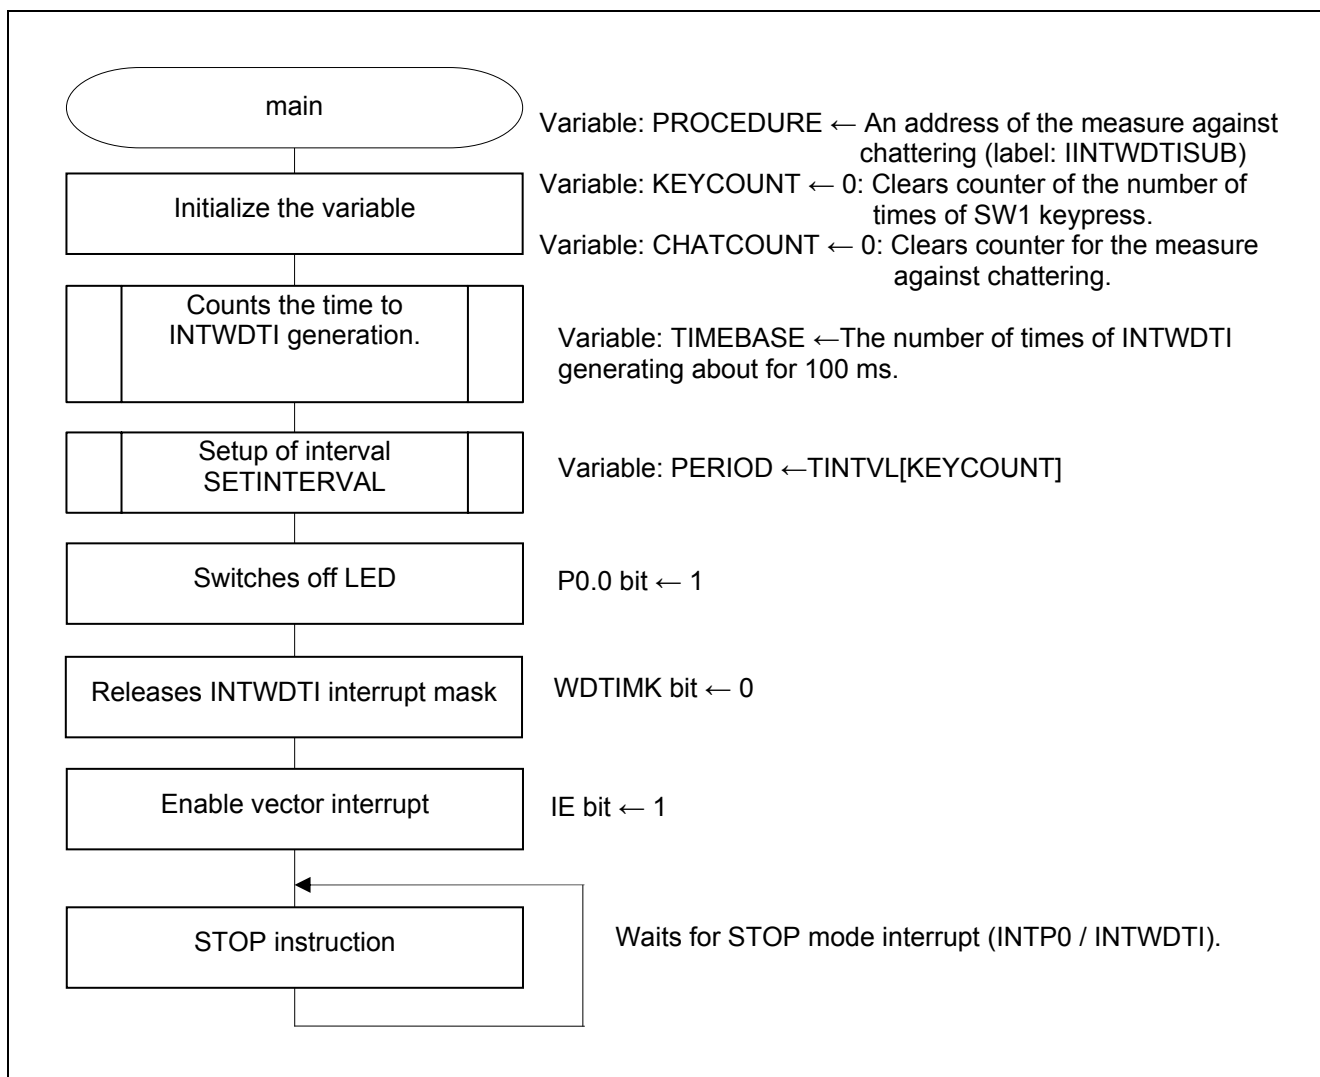 main
Variable: PROCEDURE ← An address of the measure against
chattering (label: IINTWDTISUB)
Initialize the variable
Variable: KEYCOUNT ← 0: Clears counter of the number of
times of SW1 keypress.
Variable: CHATCOUNT ← 0: Clears counter for the measure
against chattering.
Counts the time to
INTWDTI generation.
Variable: TIMEBASE ←The number of times of INTWDTI
generating about for 100 ms.
Setup of interval
SETINTERVAL
Variable: PERIOD ←TINTVL[KEYCOUNT]
Switches off LED
P0.0 bit ← 1
Releases INTWDTI interrupt mask
WDTIMK bit ← 0
Enable vector interrupt
IE bit ← 1
STOP instruction
Waits for STOP mode interrupt (INTP0 / INTWDTI).